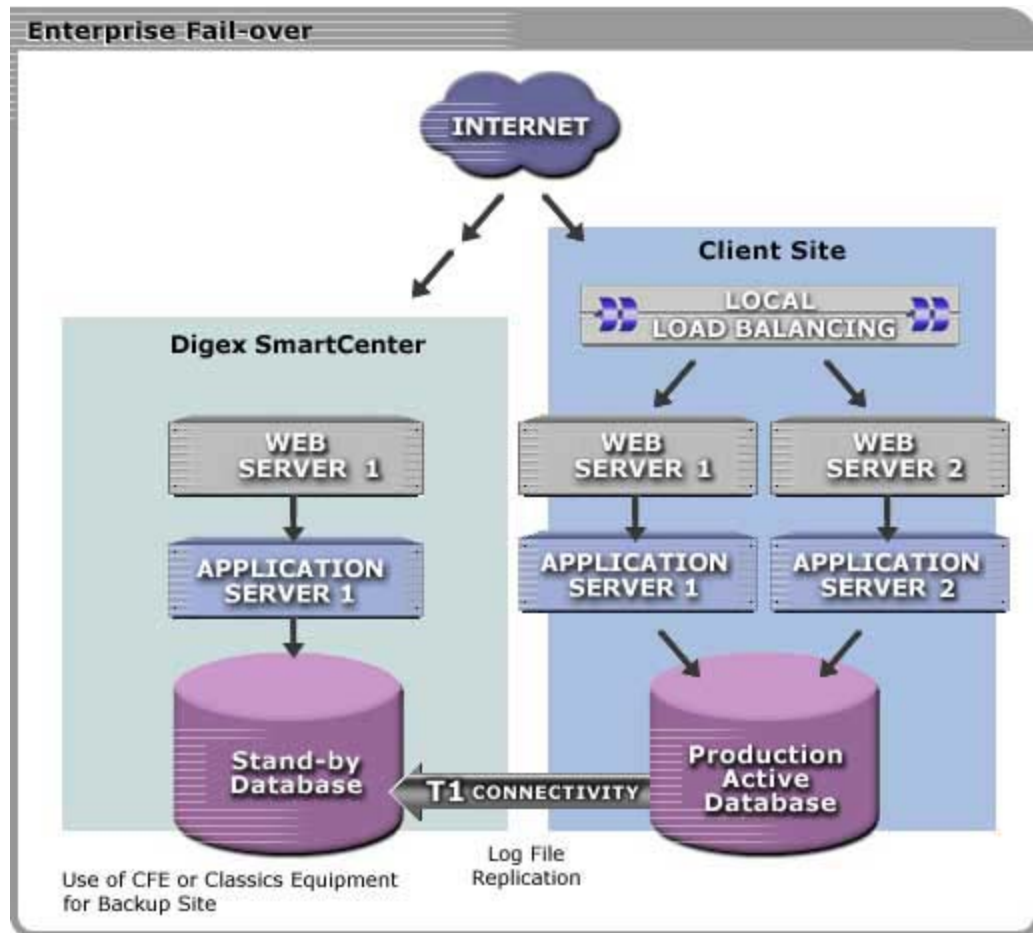 Enterprise Fail-over
INTERNET
Client Site
LOCAL
LOAD BALANCING
Digex SmartCenter
WEB
SERVER 1
WEB
SERVER 1
WEB
SERVER 2
APPLICATION
SERVER 1
APPLICATION
SERVER 1
APPLICATION
SERVER 2
Stand-by
Database
T1 CONNECTIVITY
Production
Active
Database
Log File
Replication
Use of CFE or Classics Equipment
for Backup Site